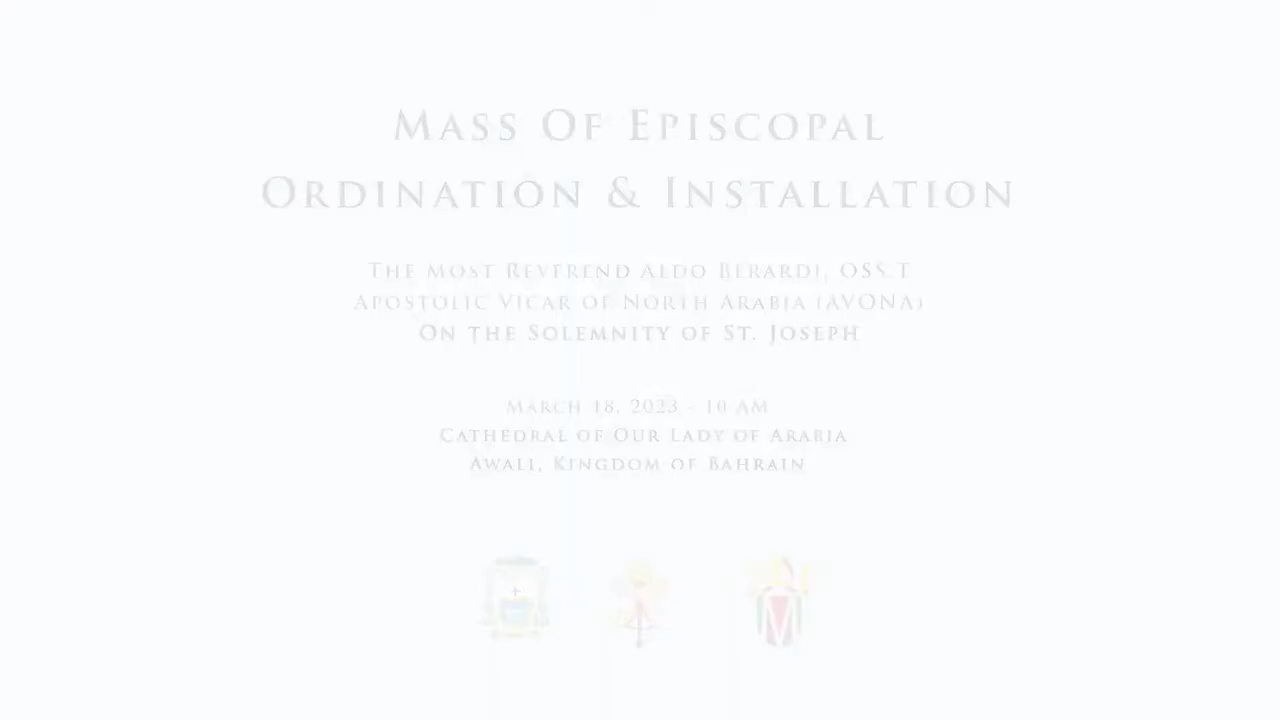 Mass Of Episcopal
Ordination & Installation
The Most Reverend Aldo Berardi, OSS.T
Apostolic Vicar of North Arabia (AVONA)
On the Solemnity of St. Joseph
March 18, 2023 - 10 AM
Cathedral of Our Lady of Arabia
Awali, Kingdom of Bahrain